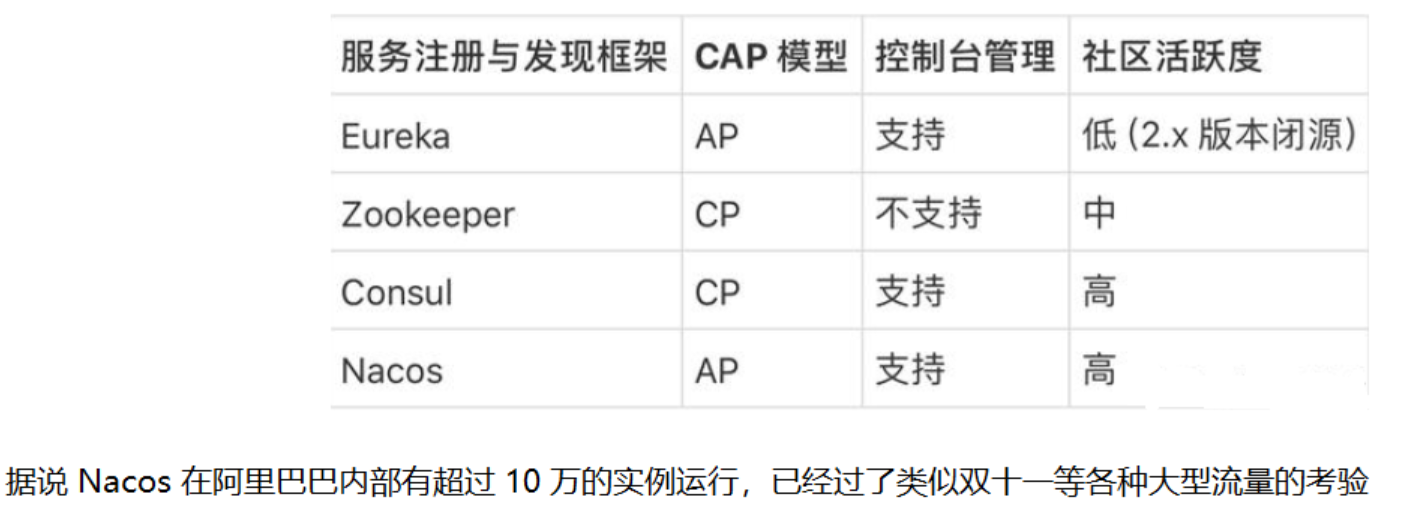 服务注册与发现框架 CAP 模型 控制台管理 社区活跃度
Eureka AP 支持 低 (2.x 版本闭源)
Zookeeper CP 不支持 中
Consul CP 支持 高
Nacos AP 支持 高
据说 Nacos 在阿里巴巴内部有超过 10 万的实例运行，已经过了类似双十一等各种大型流量的考验